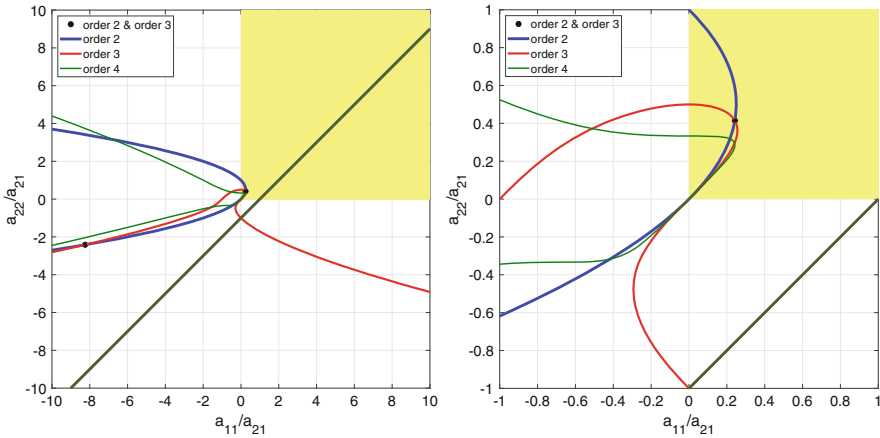 order 2 & order 3
order 2
order 3
order 4
10
8
6
4
2
0
-2
-4
-6
-8
-10
-10 -8 -6 -4 -2 0 2 4 6 8 10
a22/a21
a11/a21
order 2 & order 3
order 2
order 3
order 4
1
0.8
0.6
0.4
0.2
0
-0.2
-0.4
-0.6
-0.8
-1
-1 -0.8 -0.6 -0.4 -0.2 0 0.2 0.4 0.6 0.8 1
a22/a21
a11/a21